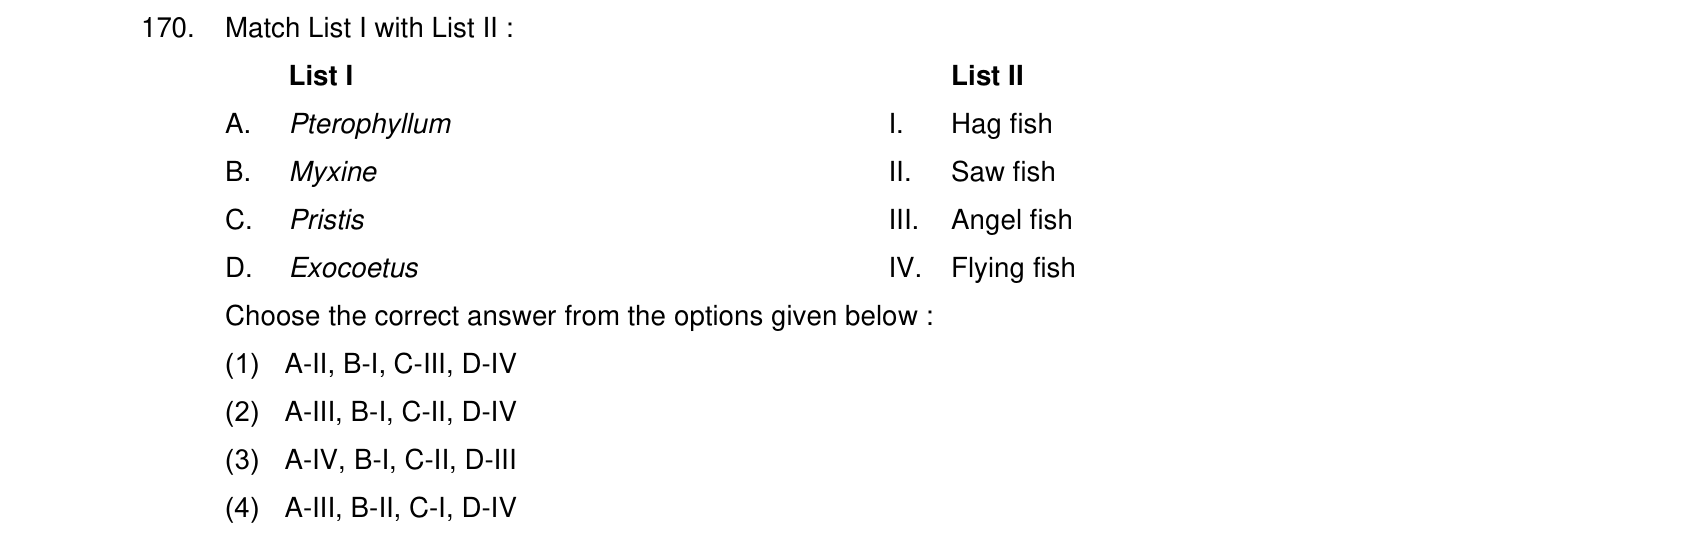 170. Match List I with List II :
List I List II
A. Pterophyllum I. Hag fish
B. Myxine II. Saw fish
C. Pristis III. Angel fish
D. Exocoetus IV. Flying fish
Choose the correct answer from the options given below :
(1) A-II, B-I, C-III, D-IV
(2) A-III, B-I, C-II, D-IV
(3) A-IV, B-I, C-II, D-III
(4) A-III, B-II, C-I, D-IV